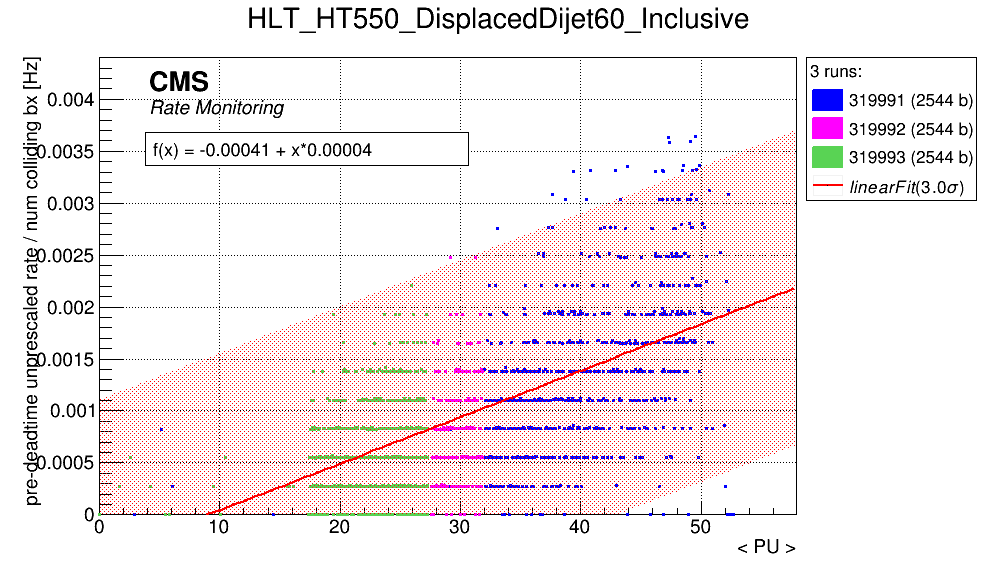 HLT_HT550_DisplacedDijet60_Inclusive
pre-deadtime unprescaled rate / num colliding bx [Hz]
CMS
Rate Monitoring
f(x) = -0.00041 + x*0.00004
0.004
0.0035
0.003
0.0025
0.002
0.0015
0.001
0.0005
0
0 10 20 30 40 50
< PU >
3 runs:
319991 (2544 b)
319992 (2544 b)
319993 (2544 b)
linearFit(3.0σ)